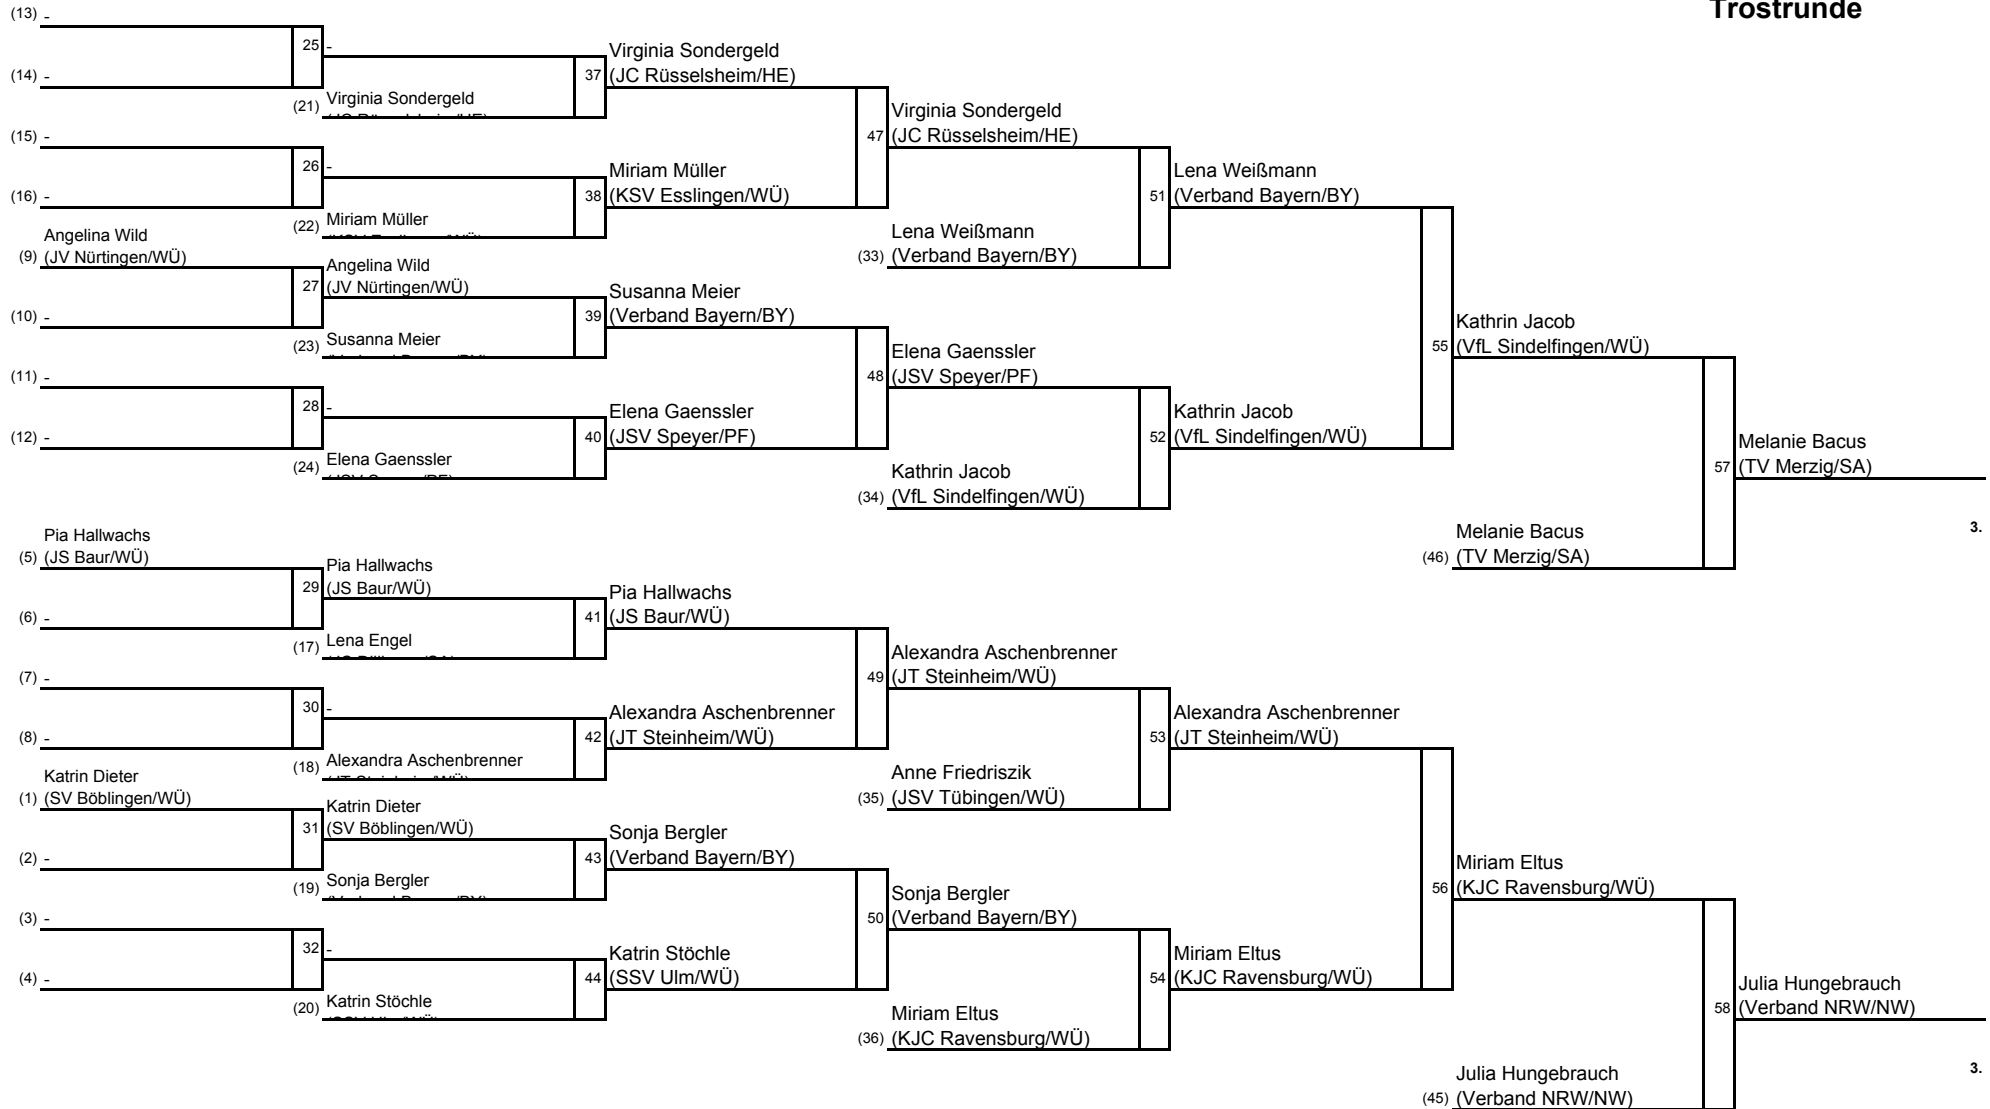 Trostrunde
(13) -
25 -
(14) -
(21) Virginia Sondergeld
37 Virginia Sondergeld
(JC Rüsselsheim/HE)
(15) -
26 -
(16) -
(22) Miriam Müller
38 Miriam Müller
(KSV Esslingen/WÜ)
47 Virginia Sondergeld
(JC Rüsselsheim/HE)
(33) Lena Weißmann
(Verband Bayern/BY)
51 Lena Weißmann
(Verband Bayern/BY)
(9) Angelina Wild
(JV Nürtingen/WÜ)
27 Angelina Wild
(JV Nürtingen/WÜ)
(10) -
(23) Susanna Meier
39 Susanna Meier
(Verband Bayern/BY)
(11) -
28 -
(12) -
(24) Elena Gaenssler
40 Elena Gaenssler
(JSV Speyer/PF)
48 Elena Gaenssler
(JSV Speyer/PF)
(34) Kathrin Jacob
(VfL Sindelfingen/WÜ)
52 Kathrin Jacob
(VfL Sindelfingen/WÜ)
55 Kathrin Jacob
(VfL Sindelfingen/WÜ)
(46) Melanie Bacus
(TV Merzig/SA)
57 Melanie Bacus
(TV Merzig/SA)
3.
(5) Pia Hallwachs
(JS Baur/WÜ)
29 Pia Hallwachs
(JS Baur/WÜ)
(6) -
(17) Lena Engel
41 Pia Hallwachs
(JS Baur/WÜ)
(7) -
30 -
(8) -
(18) Alexandra Aschenbrenner
42 Alexandra Aschenbrenner
(JT Steinheim/WÜ)
49 Alexandra Aschenbrenner
(JT Steinheim/WÜ)
(35) Anne Friedriszik
(JSV Tübingen/WÜ)
53 Alexandra Aschenbrenner
(JT Steinheim/WÜ)
(1) Katrin Dieter
(SV Böblingen/WÜ)
31 Katrin Dieter
(SV Böblingen/WÜ)
(2) -
(19) Sonja Bergler
43 Sonja Bergler
(Verband Bayern/BY)
(3) -
32 -
(4) -
(20) Katrin Stöchle
44 Katrin Stöchle
(SSV Ulm/WÜ)
50 Sonja Bergler
(Verband Bayern/BY)
(36) Miriam Eltus
(KJC Ravensburg/WÜ)
54 Miriam Eltus
(KJC Ravensburg/WÜ)
56 Miriam Eltus
(KJC Ravensburg/WÜ)
(45) Julia Hungebrauch
(Verband NRW/NW)
58 Julia Hungebrauch
(Verband NRW/NW)
3.